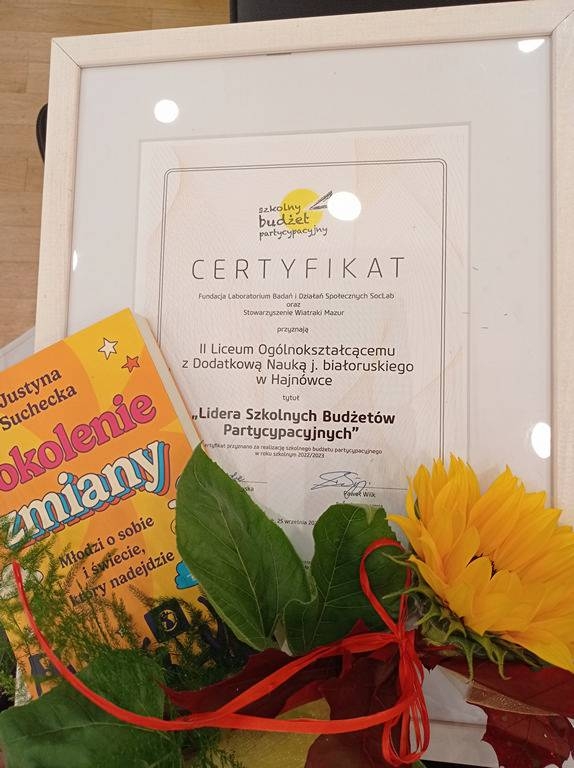 szkolny
budżet
partycypacyjny
CERTYFIKAT
Fundacja Laboratorium Badań i Działań Społecznych SocLab
oraz
Stowarzyszenie Wiatraki Mazur
przyznają
II Liceum Ogólnokształcącemu
z Dodatkową Nauką j. białoruskiego
w Hajnówce
tytuł
„Lidera Szkolnych Budżetów
Partycypacyjnych”
Certyfikat przyznano za realizację szkolnego budżetu partycypacyjnego
w roku szkolnym 2022/2023
Paweł Wilk
25 września
Justyna
Suchecka
okolenie
zmiany
Młodzi o sobie
i świecie,
który nadejdzie